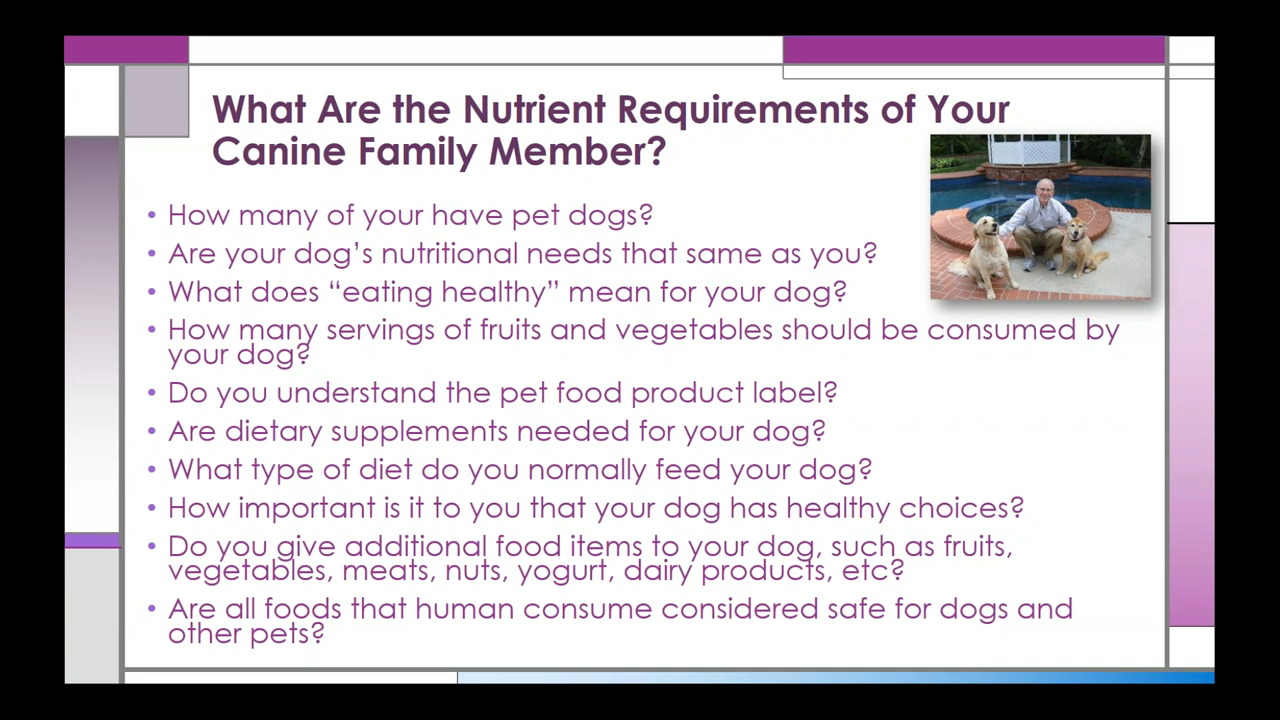 What Are the Nutrient Requirements of Your
Canine Family Member?
• How many of your have pet dogs?
• Are your dog’s nutritional needs that same as you?
• What does “eating healthy” mean for your dog?
• How many servings of fruits and vegetables should be consumed by
your dog?
• Do you understand the pet food product label?
• Are dietary supplements needed for your dog?
• What type of diet do you normally feed your dog?
• How important is it to you that your dog has healthy choices?
• Do you give additional food items to your dog, such as fruits,
vegetables, meats, nuts, yogurt, dairy products, etc?
• Are all foods that human consume considered safe for dogs and
other pets?